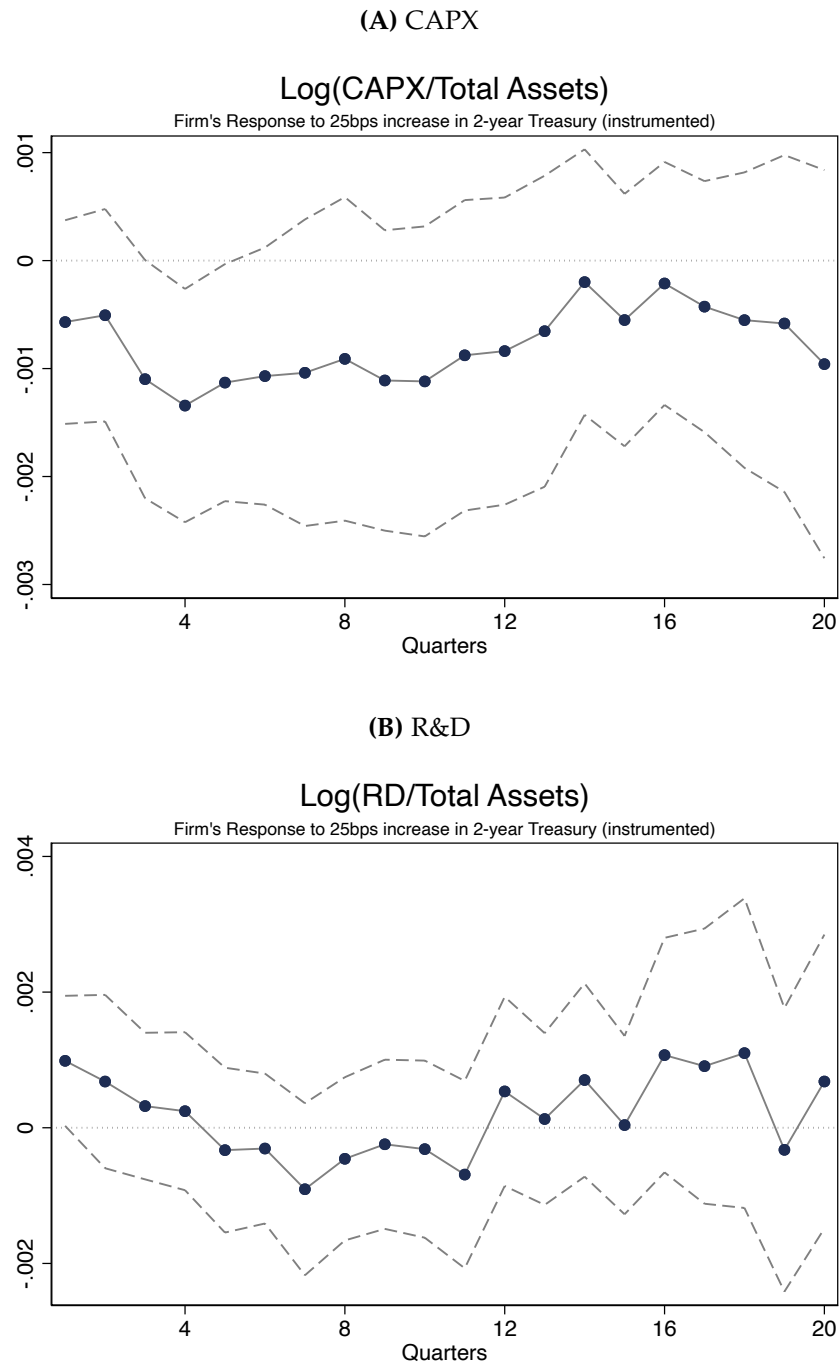 (A) CAPX
Log(CAPX/Total Assets)
Firm's Response to 25bps increase in 2-year Treasury (instrumented)
.001
0
-.001
-.002
-.003
4 8 12 16 20
Quarters
(B) R&D
Log(RD/Total Assets)
Firm's Response to 25bps increase in 2-year Treasury (instrumented)
.004
.002
0
-.002
4 8 12 16 20
Quarters